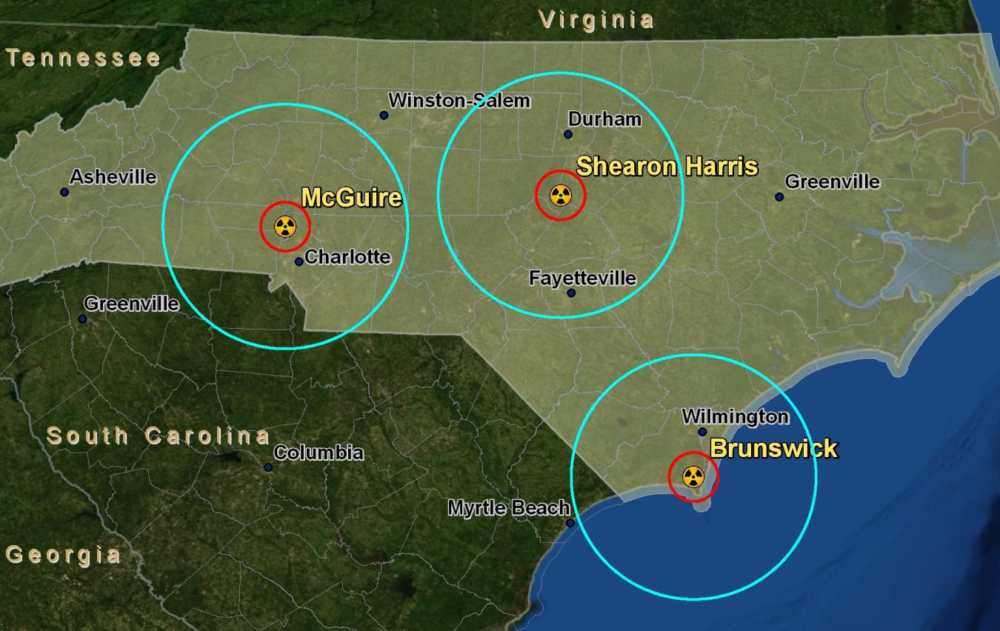 Virginia
Tennessee
Winston-Salem
Durham
Shearon Harris
Asheville
Greenville
McGuire
Charlotte
Fayetteville
Greenville
Wilmington
South Carolina
Brunswick
Columbia
Myrtle Beach
Georgia